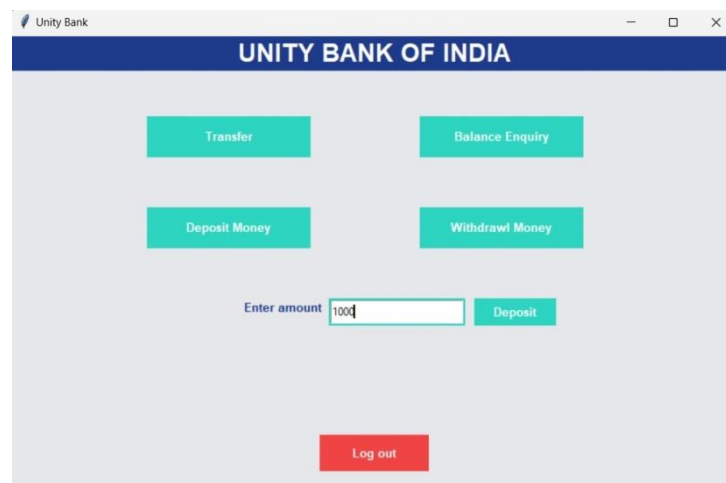 Unity Bank
UNITY BANK OF INDIA
Transfer
Balance Enquiry
Deposit Money
Withdrawl Money
Enter amount 1000 Deposit
Log out